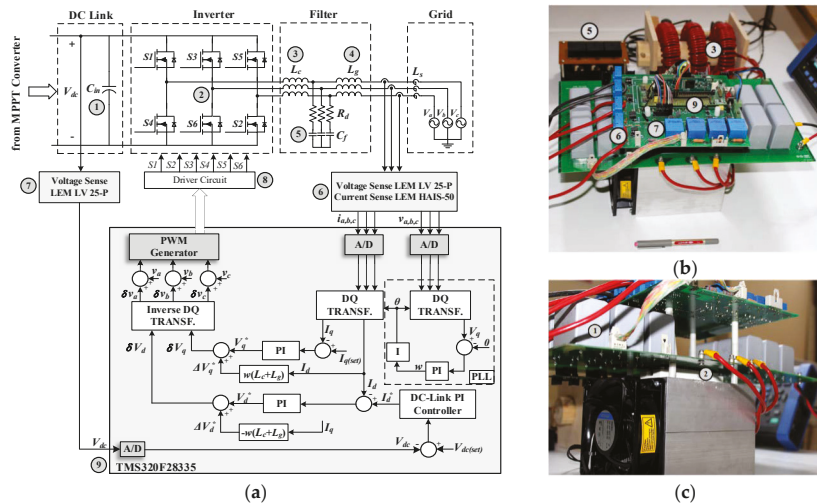 DC Link
Inverter
Filter
Grid
from MPPT Converter
+
V_dc
-
C_in
1
S1
S3
S5
2
S4
S6
S2
3
L_c
4
L_g
L_s
R_d
5
C_f
V_a V_b V_c
S1 S2 S3 S4 S5 S6
7
Voltage Sense
LEM LV 25-P
Driver Circuit
8
6
Voltage Sense LEM LV 25-P
Current Sense LEM HAIS-50
i_a,b,c
v_a,b,c
A/D
A/D
PWM
Generator
v_a
v_b
v_c
δv_a
δv_b
δv_c
Inverse DQ
TRANSF.
DQ
TRANSF.
θ
DQ
TRANSF.
δV_d
δV_q
V_q*
PI
I_q
I_q(set)
V_q
θ
I
w
PI
PLL
ΔV_q*
w(L_c+L_g)
I_d
I_d
V_d*
PI
I_d*
DC-Link PI
Controller
ΔV_d*
-w(L_c+L_g)
I_q
V_dc
V_dc
V_dc(set)
A/D
9
TMS320F28335
(a)
5
3
9
6
7
(b)
1
2
(c)